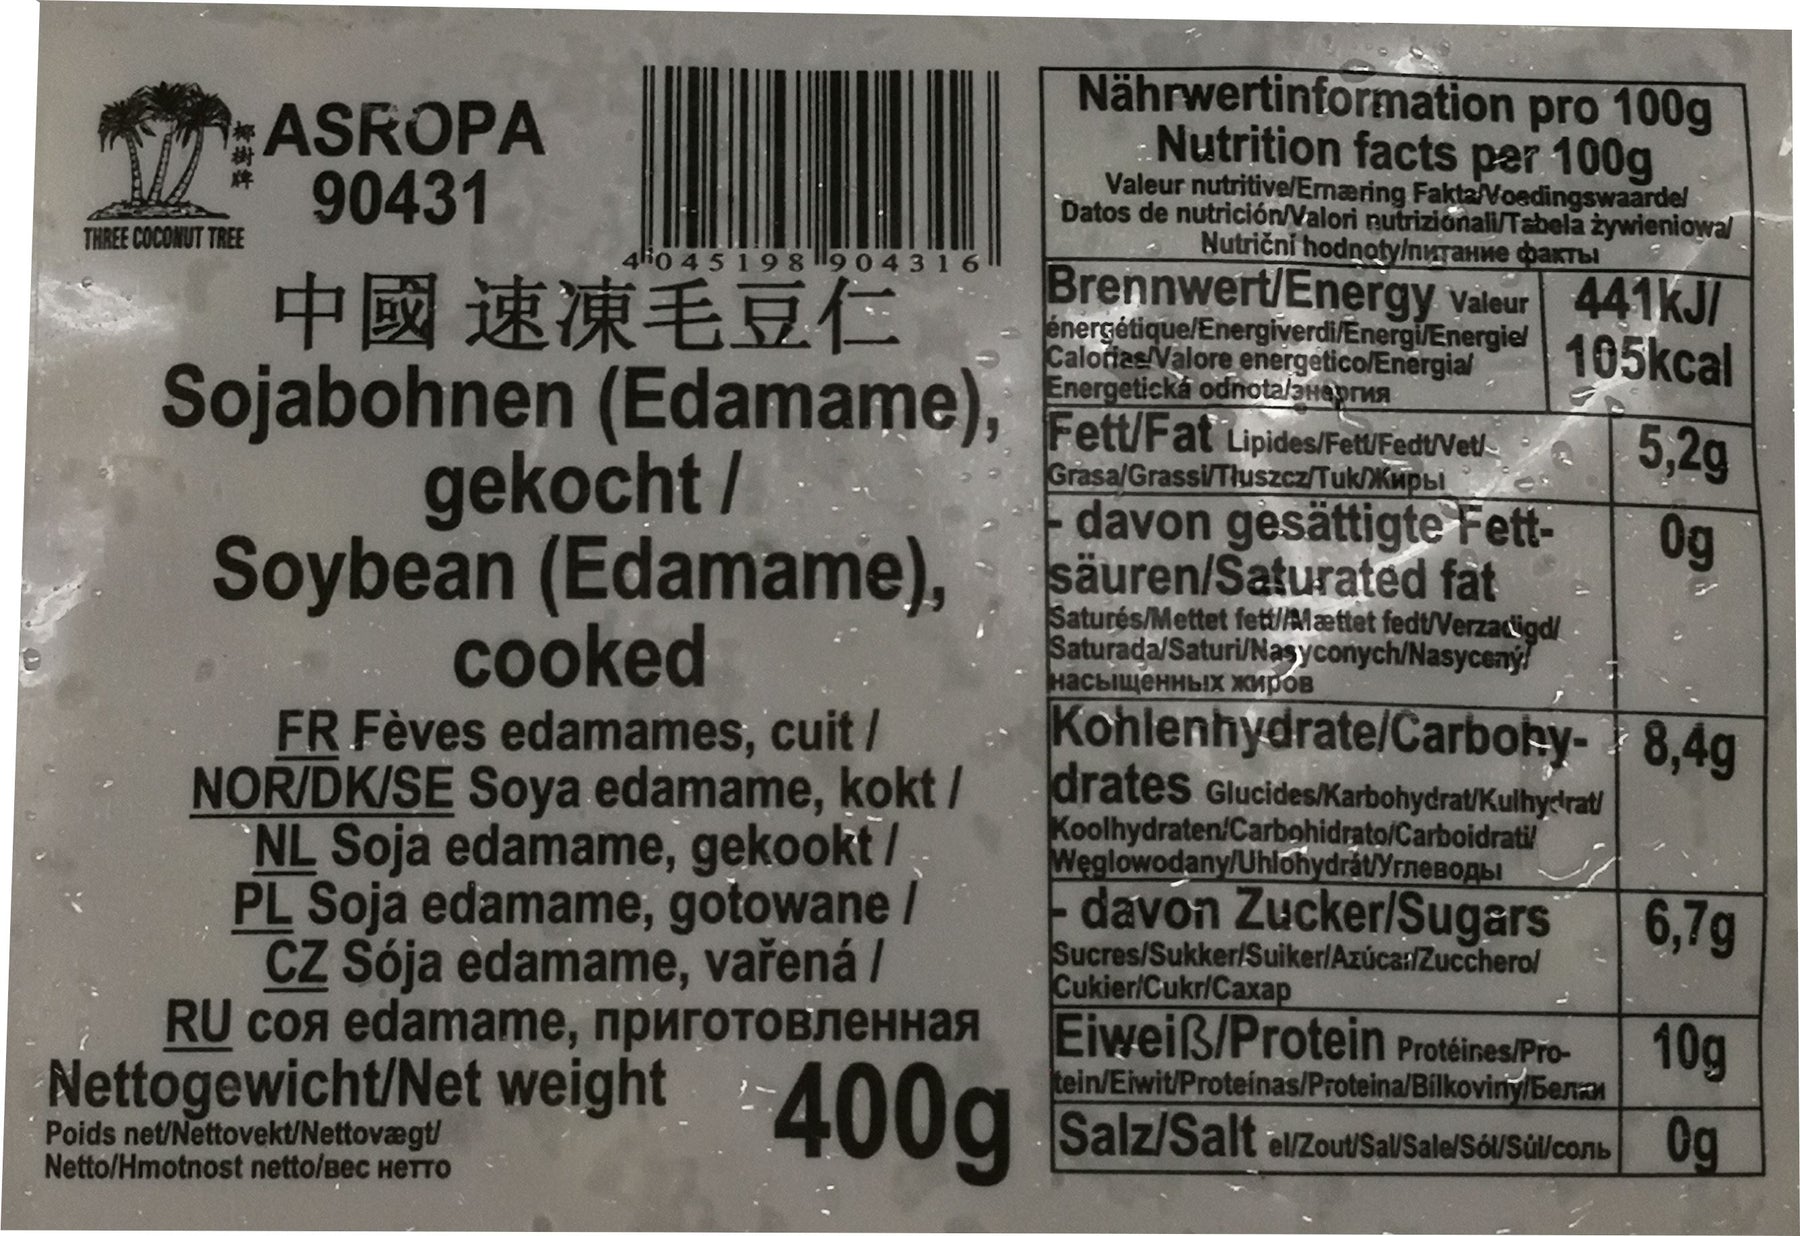 椰樹牌
THREE COCONUT TREE
ASROPA
90431
4 045198 904316
中國 速凍毛豆仁
Sojabohnen (Edamame),
gekocht /
Soybean (Edamame),
cooked
FR Fèves edamames, cuit /
NOR/DK/SE Soya edamame, kokt /
NL Soja edamame, gekookt /
PL Soja edamame, gotowane /
CZ Sója edamame, vařená /
RU соя edamame, приготовленная
Nettogewicht/Net weight 400g
Poids net/Nettovekt/Nettovægt/
Netto/Hmotnost netto/вес нетто
Nährwertinformation pro 100g
Nutrition facts per 100g
Valeur nutritive/Ernæring Fakta/Voedingswaarde/
Datos de nutrición/Valori nutrizionali/Tabela żywieniowa/
Nutriční hodnoty/питание факты
Brennwert/Energy Valeur 441kJ/
énergétique/Energiverdi/Energi/Energie/ 105kcal
Calorías/Valore energetico/Energia/
Energetická odnota/энергия
Fett/Fat Lipides/Fett/Fedt/Vet/ 5,2g
Grasa/Grassi/Tłuszcz/Tuk/Жиры
- davon gesättigte Fett- 0g
säuren/Saturated fat
Saturés/Mettet fett//Mættet fedt/Verzadigd/
Saturada/Saturi/Nasyconych/Nasycený/
насыщенных жиров
Kohlenhydrate/Carbohy- 8,4g
drates Glucides/Karbohydrat/Kulhydrat/
Koolhydraten/Carbohidrato/Carboidrati/
Węglowodany/Uhlohydrát/Углеводы
- davon Zucker/Sugars 6,7g
Sucres/Sukker/Suiker/Azúcar/Zucchero/
Cukier/Cukr/Сахар
Eiweiß/Protein Protéines/Pro- 10g
tein/Eiwit/Proteínas/Proteina/Bílkoviny/Белки
Salz/Salt el/Zout/Sal/Sale/Sól/Sůl/соль 0g